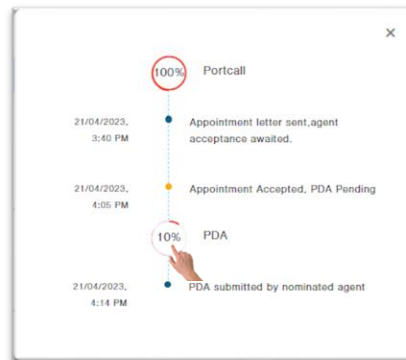 ×
100% Portcall
21/04/2023, Appointment letter sent,agent
3:40 PM acceptance awaited.
21/04/2023, Appointment Accepted, PDA Pending
4:05 PM
10% PDA
21/04/2023, PDA submitted by nominated agent
4:14 PM